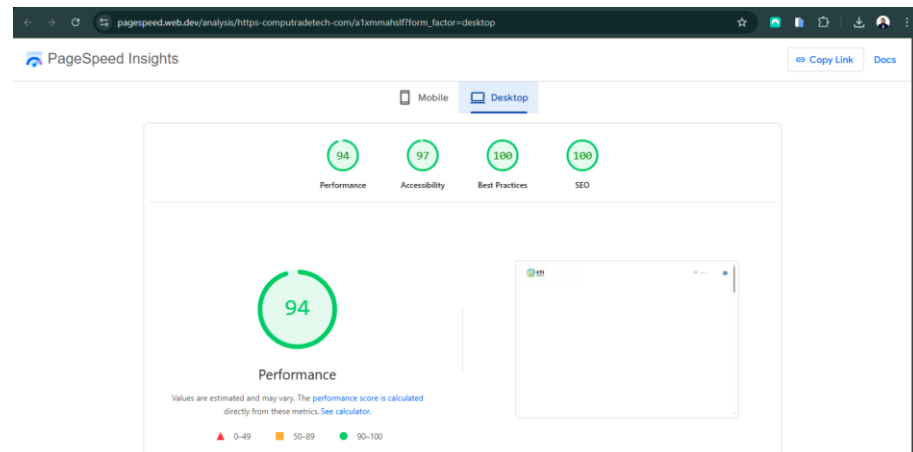 pagespeed.web.dev/analysis/https-computradetech-com/a1xmmahslf?form_factor=desktop
PageSpeed Insights
Copy Link
Docs
Mobile
Desktop
94
97
100
100
Performance
Accessibility
Best Practices
SEO
94
cti
Performance
Values are estimated and may vary. The performance score is calculated
directly from these metrics. See calculator.
0–49
50–89
90–100